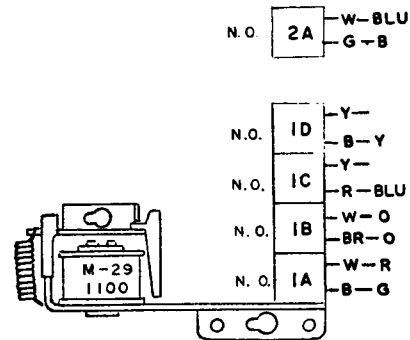 N.O. 2A W-BLU
G-B
N.O. 1D Y-
B-Y
N.O. 1C Y-
R-BLU
N.O. 1B W-O
BR-O
N.O. 1A W-R
B-G
M-29
1100